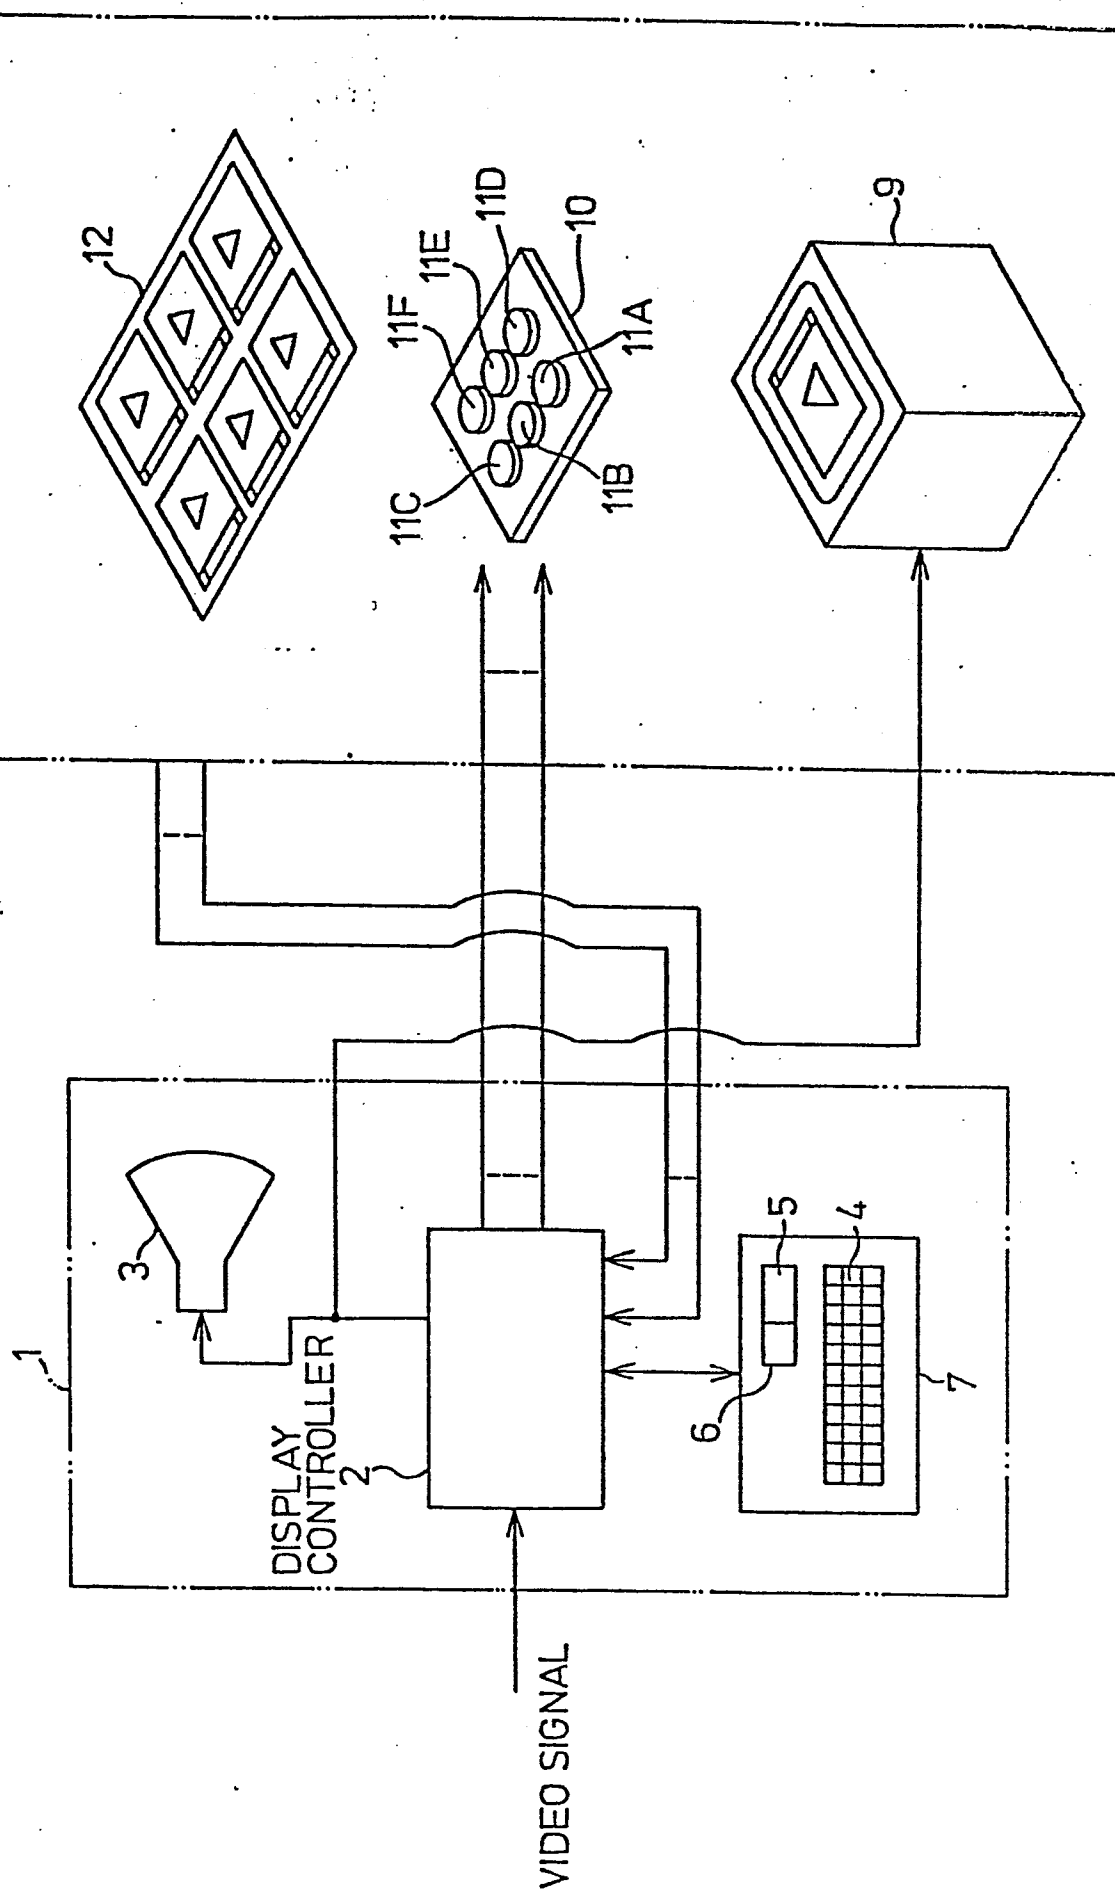 1
3
DISPLAY
CONTROLLER
2
VIDEO SIGNAL
6
5
4
7
12
11F
11E
11D
10
11C
11B
11A
9